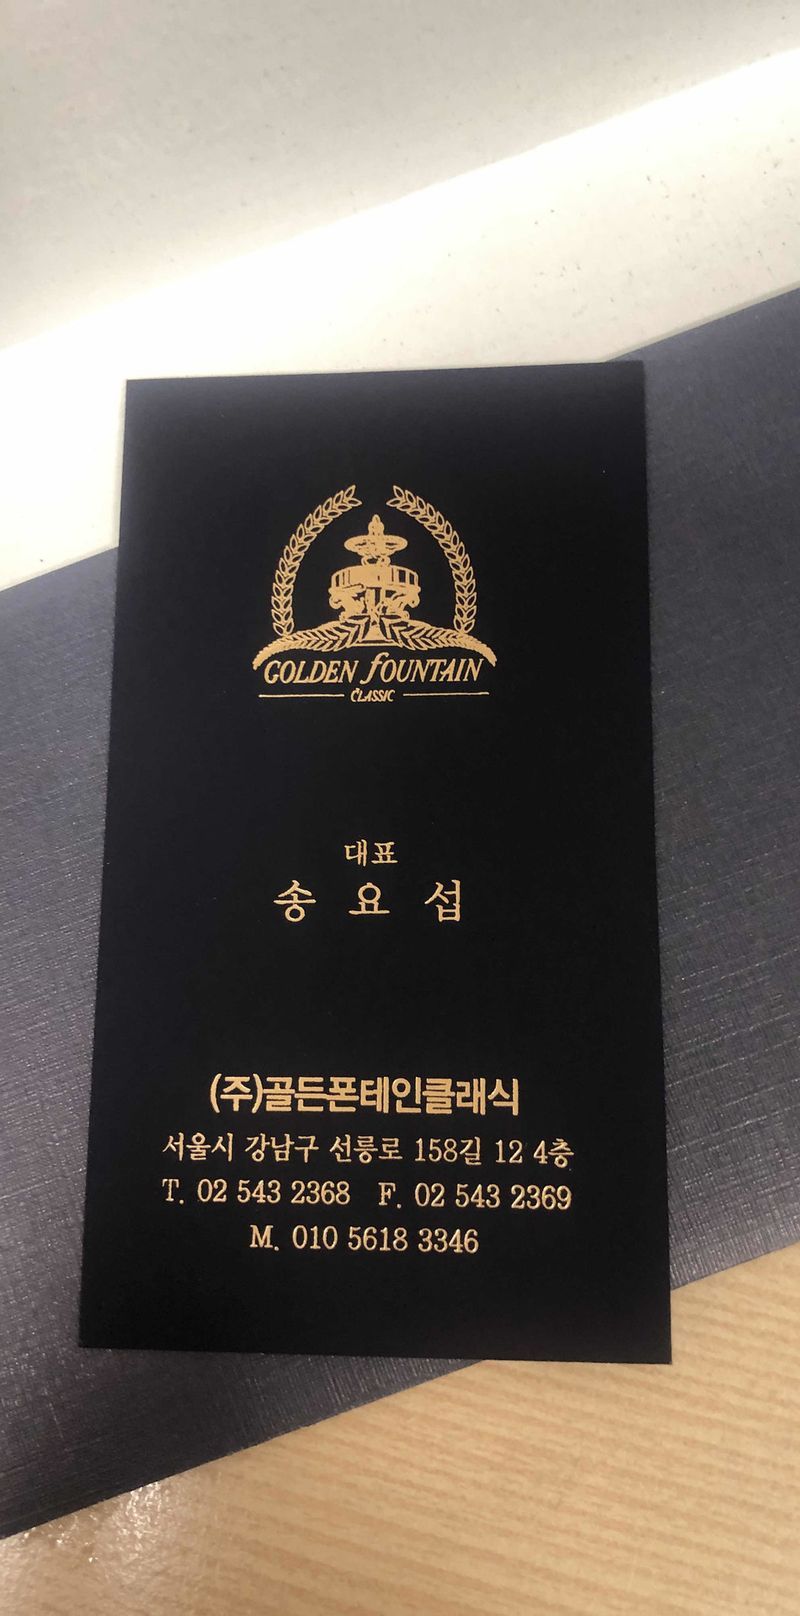 GOLDEN FOUNTAIN
CLASSIC
대표
송 요 섭
(주)골든폰테인클래식
서울시 강남구 선릉로 158길 12 4층
T. 02 543 2368 F. 02 543 2369
M. 010 5618 3346